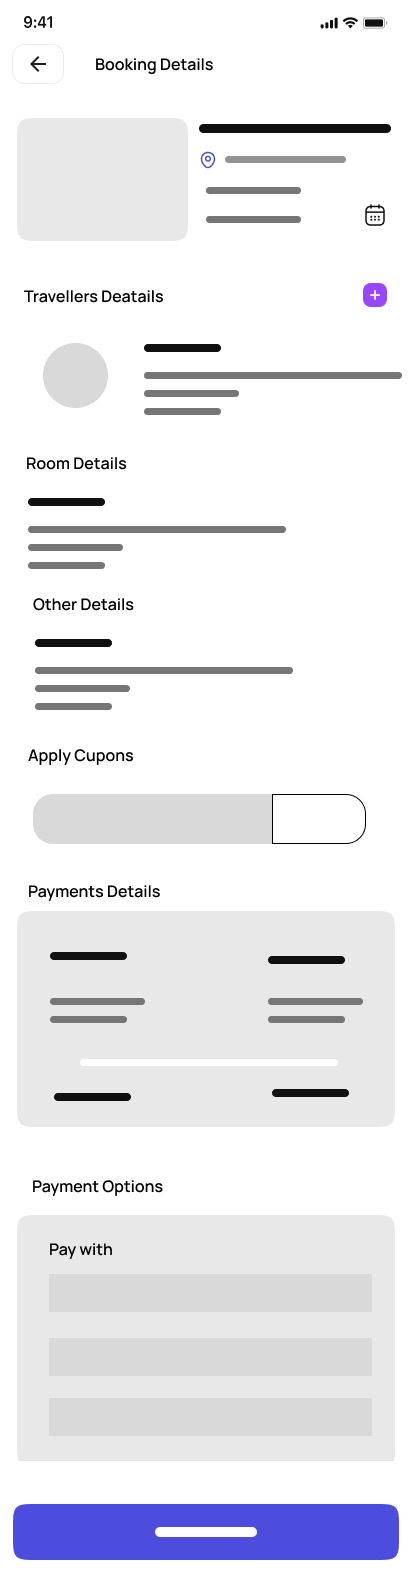 9:41
Booking Details
Travellers Deatails
Room Details
Other Details
Apply Cupons
Payments Details
Payment Options
Pay with